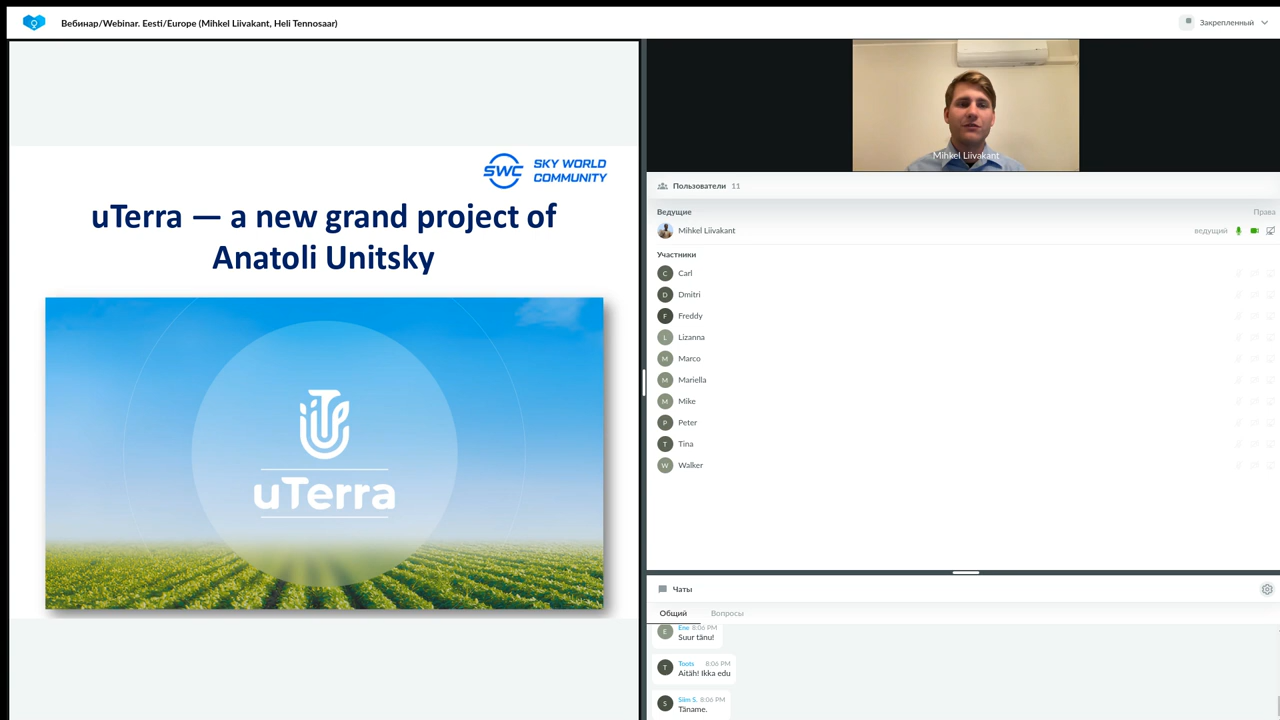 Вебинар/Webinar. Eesti/Europe (Mihkel Liivakant, Heli Tennosaar)
Закрепленный
SWC SKY WORLD
COMMUNITY
uTerra — a new grand project of
Anatoli Unitsky
uTerra
Mihkel Liivakant
Пользователи 11
Ведущие Права
Mihkel Liivakant ведущий
Участники
C Carl
D Dmitri
F Freddy
L Lizanna
M Marco
M Mariella
M Mike
P Peter
T Tina
W Walker
Чаты
Общий Вопросы
E Ene 8:06 PM
Suur tänu!
T Toots 8:06 PM
Aitäh! Ikka edu
S Siim S. 8:06 PM
Täname.